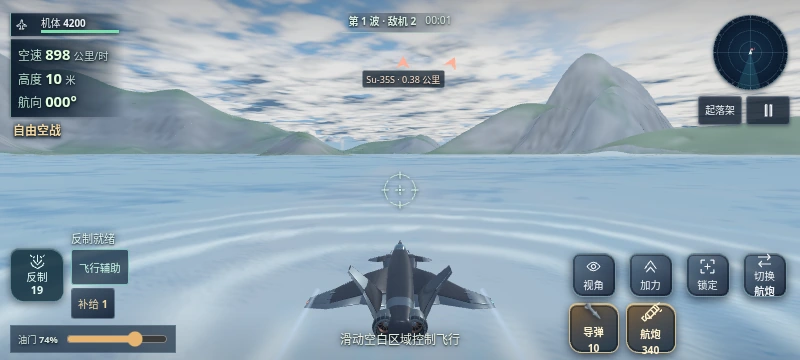 机体 4200
第 1 波 · 敌机 2 00:01
空速 898 公里/时
高度 10 米
航向 000°
自由空战
Su-35S · 0.38 公里
起落架
反制就绪
反制
19
飞行辅助
补给 1
油门 74%
滑动空白区域控制飞行
视角
加力
锁定
切换
航炮
导弹
10
航炮
340